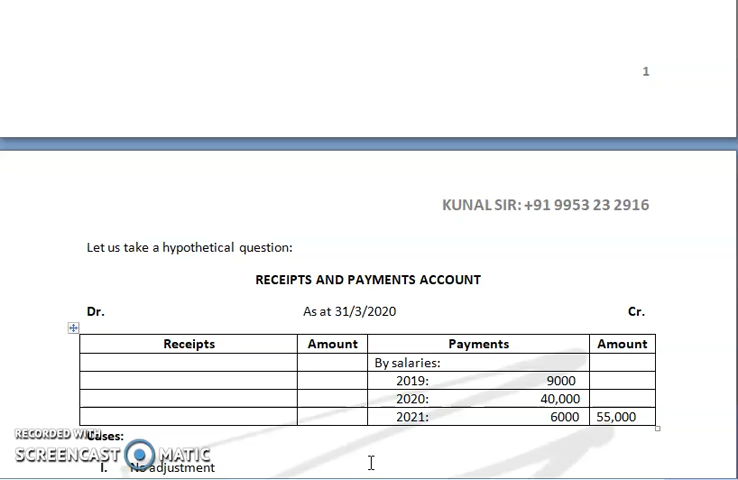 1
KUNAL SIR: +91 9953 23 2916
Let us take a hypothetical question:
RECEIPTS AND PAYMENTS ACCOUNT
Dr. As at 31/3/2020 Cr.
Receipts Amount Payments Amount
By salaries:
2019: 9000
2020: 40,000
2021: 6000 55,000
Cases:
RECORDED WITH
SCREENCAST MATIC
I. No adjustment